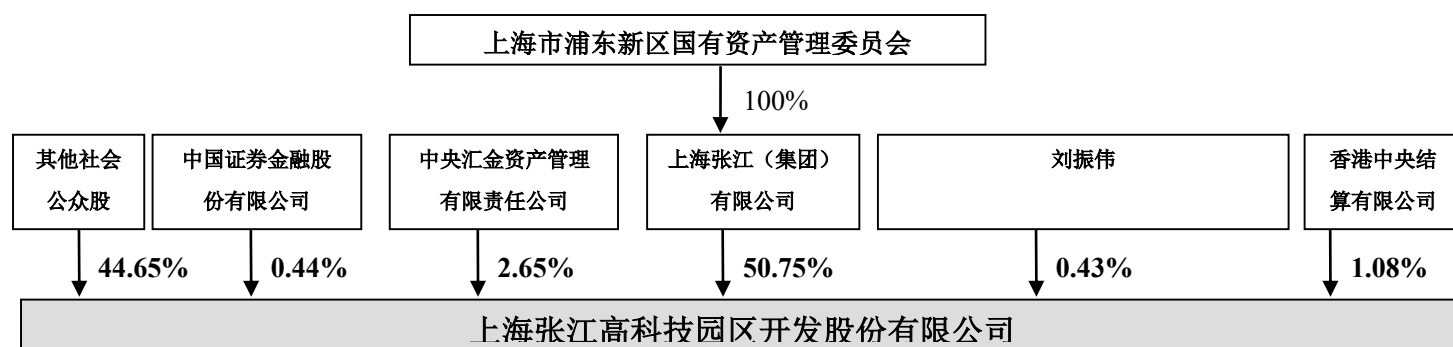 上海市浦东新区国有资产管理委员会
100%
其他社会
公众股
中国证券金融股
份有限公司
中央汇金资产管理
有限责任公司
上海张江（集团）
有限公司
刘振伟
香港中央结
算有限公司
44.65%
0.44%
2.65%
50.75%
0.43%
1.08%
上海张江高科技园区开发股份有限公司